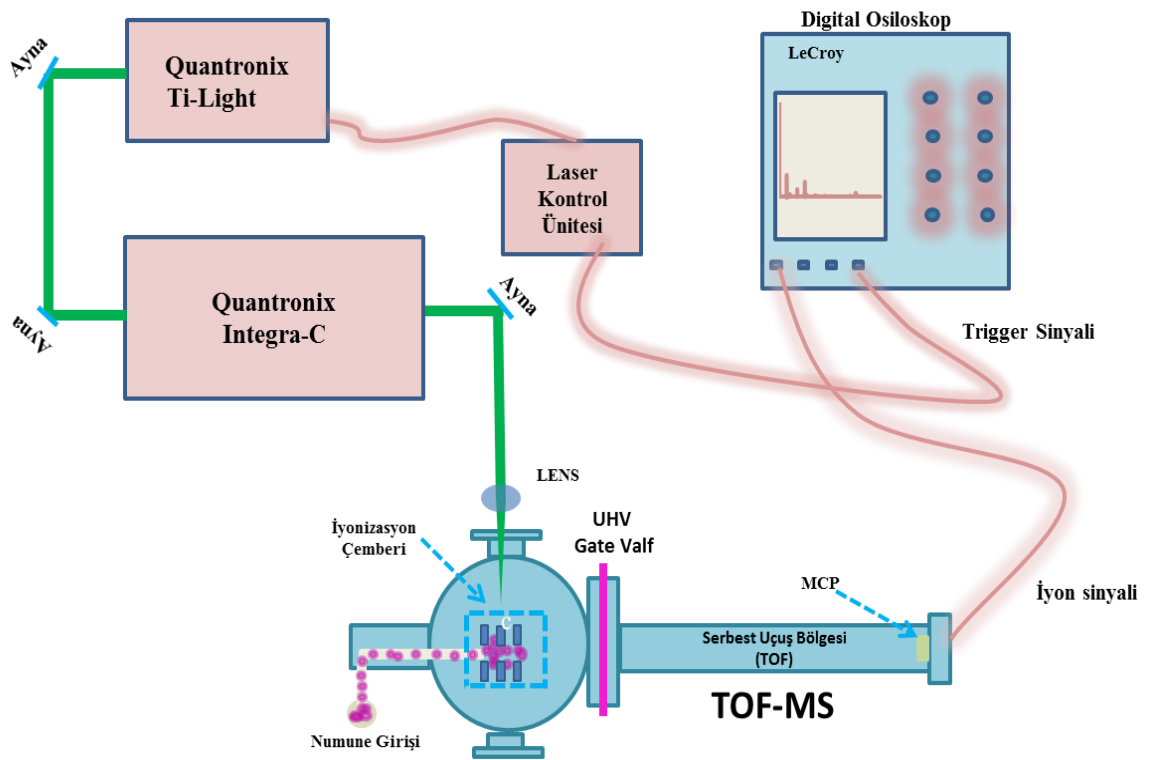 Digital Osiloskop
LeCroy
Ayna
Quantronix
Ti-Light
Laser
Kontrol
Ünitesi
Quantronix
Integra-C
Ayna
Ayna
Trigger Sinyali
LENS
İyonizasyon
Çemberi
UHV
Gate Valf
MCP
İyon sinyali
C
Serbest Uçuş Bölgesi
(TOF)
TOF-MS
Numune Girişi